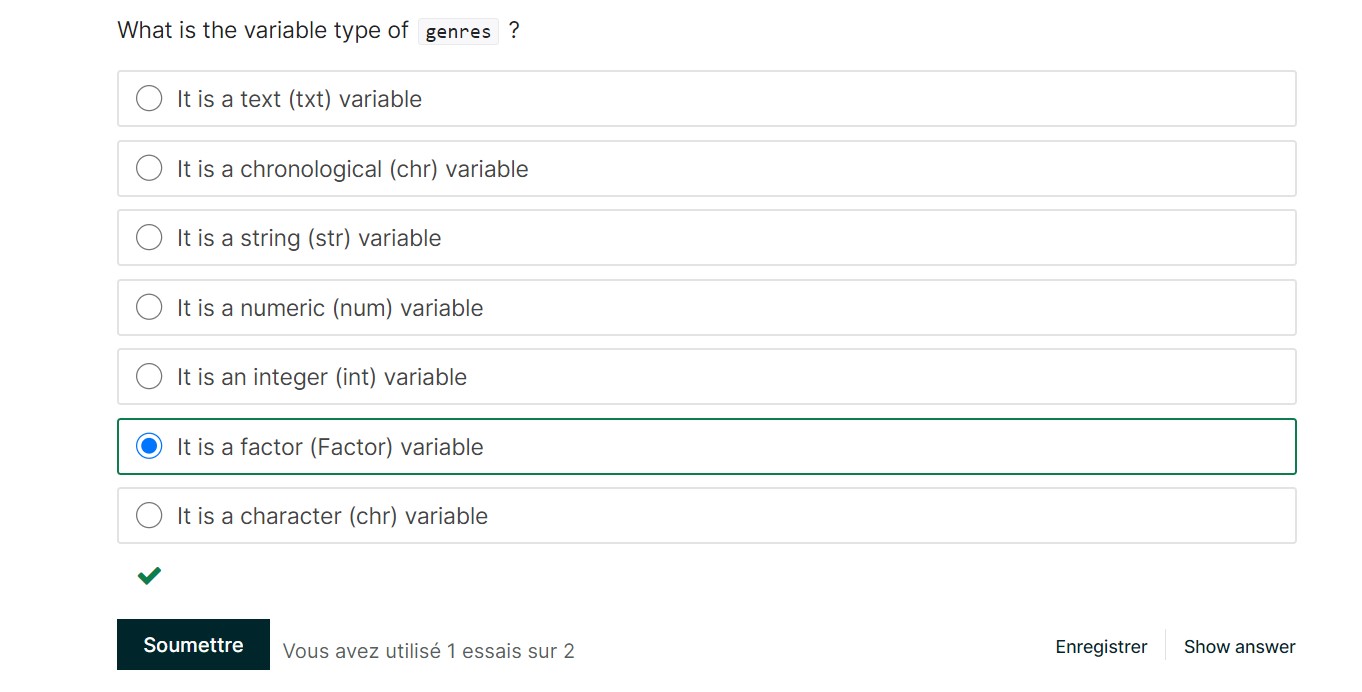 What is the variable type of genres ?
It is a text (txt) variable
It is a chronological (chr) variable
It is a string (str) variable
It is a numeric (num) variable
It is an integer (int) variable
It is a factor (Factor) variable
It is a character (chr) variable
Soumettre
Vous avez utilisé 1 essais sur 2
Enregistrer
Show answer